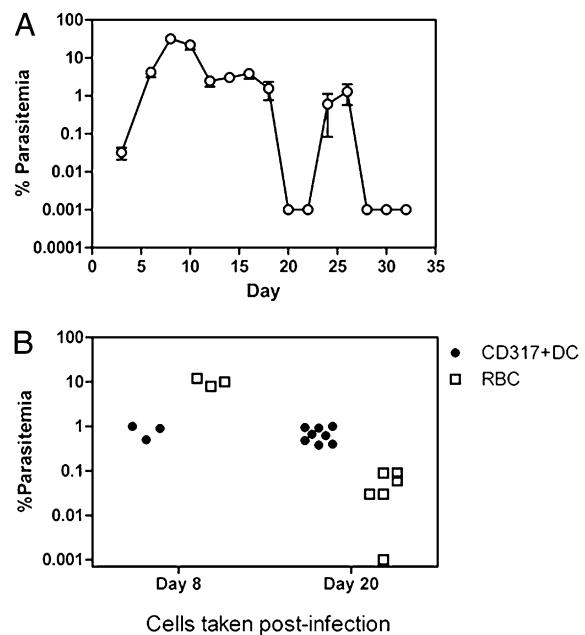 A
100
10
1
0.1
0.01
0.001
0.0001
% Parasitemia
0 5 10 15 20 25 30 35
Day
B
100
10
1
0.1
0.01
0.001
%Parasitemia
Day 8 Day 20
Cells taken post-infection
CD317+DC
RBC